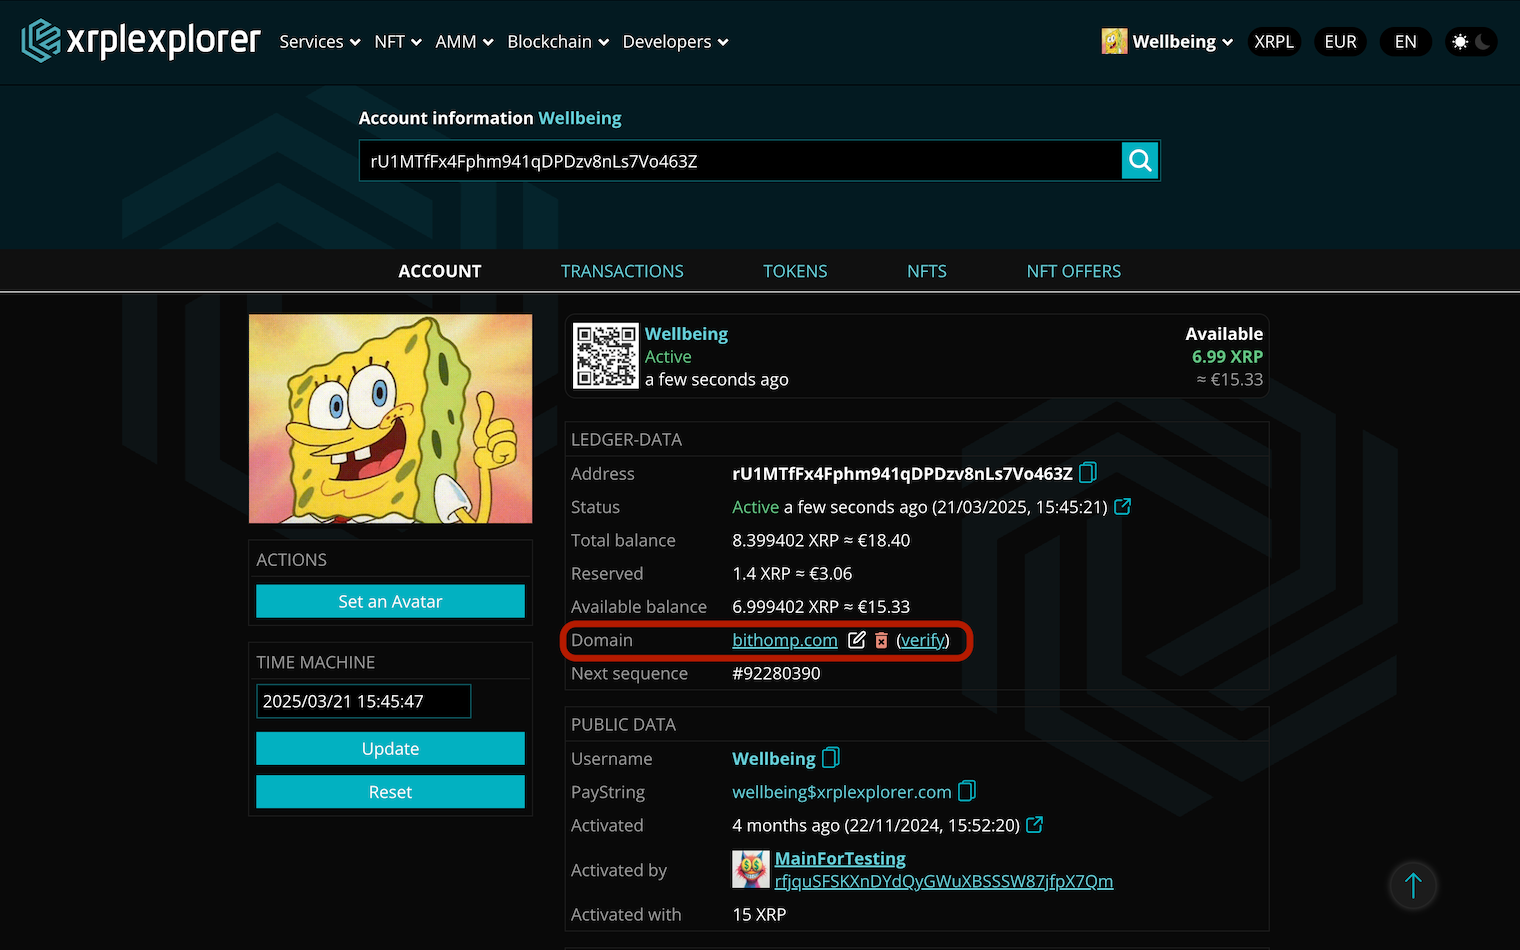 xrplexplorer Services NFT AMM Blockchain Developers Wellbeing XRPL EUR EN
Account information Wellbeing
rU1MTfFx4Fphm941qDPDzv8nLs7Vo463Z
ACCOUNT TRANSACTIONS TOKENS NFTS NFT OFFERS
Wellbeing
Active
a few seconds ago
Available
6.99 XRP
≈ €15.33
ACTIONS
Set an Avatar
TIME MACHINE
2025/03/21 15:45:47
Update
Reset
LEDGER-DATA
Address rU1MTfFx4Fphm941qDPDzv8nLs7Vo463Z
Status Active a few seconds ago (21/03/2025, 15:45:21)
Total balance 8.399402 XRP ≈ €18.40
Reserved 1.4 XRP ≈ €3.06
Available balance 6.999402 XRP ≈ €15.33
Domain bithomp.com (verify)
Next sequence #92280390
PUBLIC DATA
Username Wellbeing
PayString wellbeing$xrplexplorer.com
Activated 4 months ago (22/11/2024, 15:52:20)
Activated by MainForTesting
rfjquSFSKXnDYdQyGWuXBSSSW87jfpX7Qm
Activated with 15 XRP